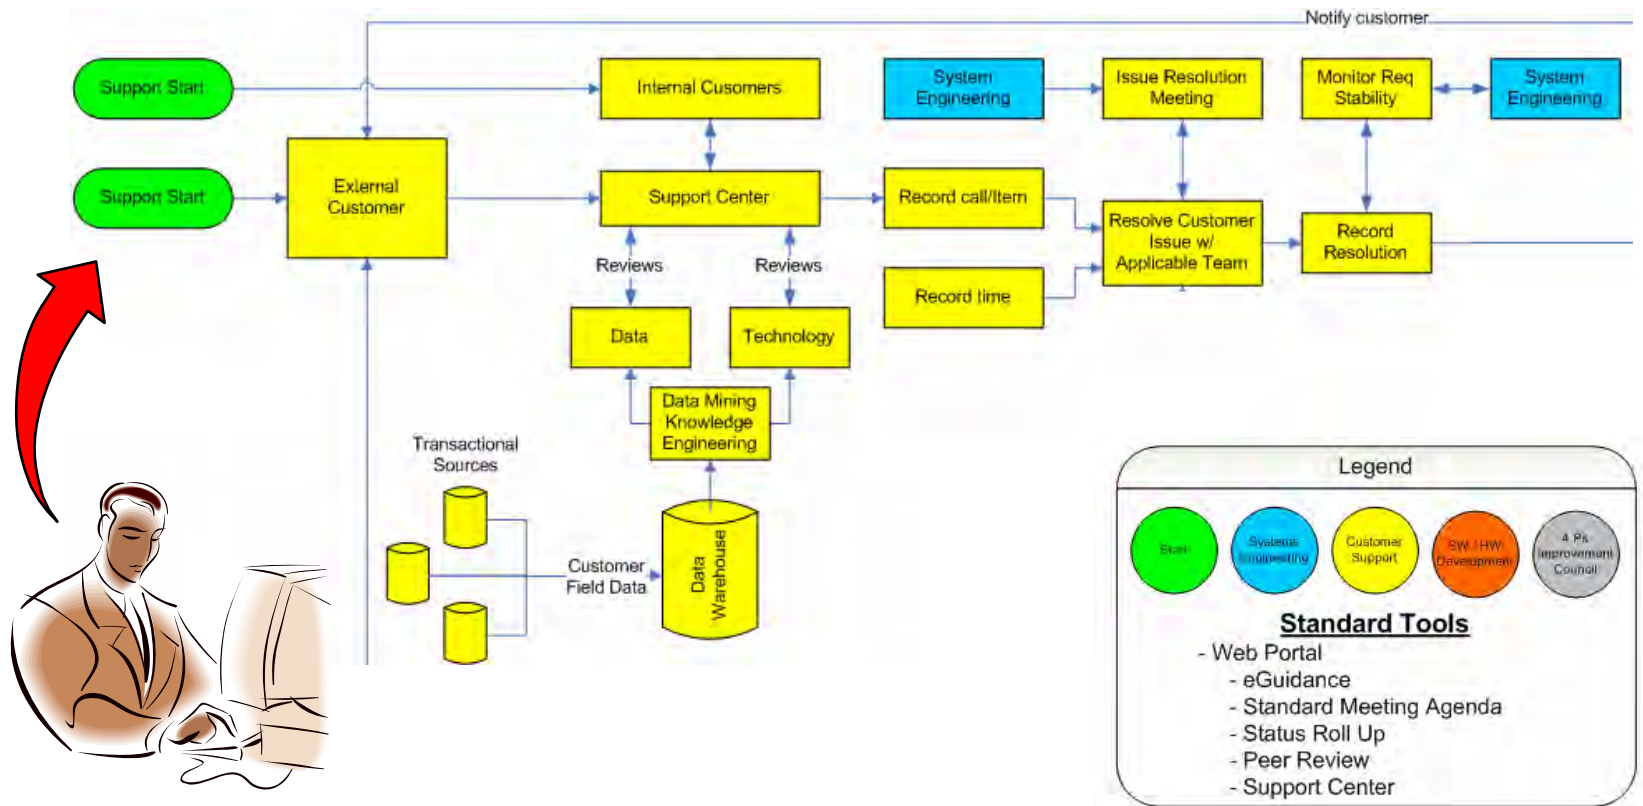 Notify customer
Support Start
Internal Cusomers
System
Engineering
Issue Resolution
Meeting
Monitor Req
Stability
System
Engineering
Support Start
External
Customer
Support Center
Record call/Item
Resolve Customer
Issue w/
Applicable Team
Record
Resolution
Reviews
Reviews
Record time
Data
Technology
Data Mining
Knowledge
Engineering
Transactional
Sources
Customer
Field Data
Data
Warehouse
Legend
Start
Systems
Engineering
Customer
Support
SW / HW
Development
4 Ps
Improvement
Council
Standard Tools
- Web Portal
- eGuidance
- Standard Meeting Agenda
- Status Roll Up
- Peer Review
- Support Center